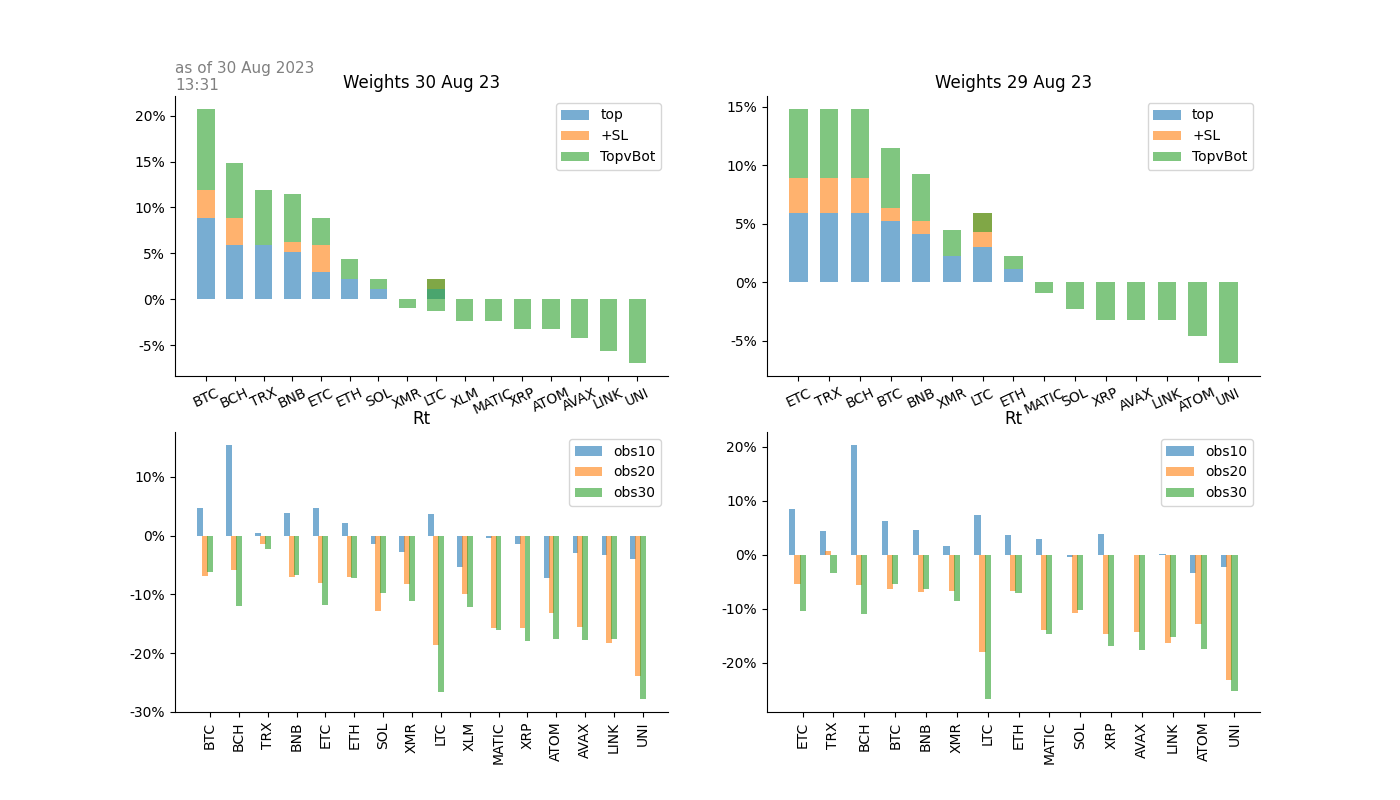 as of 30 Aug 2023
13:31
Weights 30 Aug 23
20%
15%
10%
5%
0%
-5%
top
+SL
TopvBot
BTC BCH TRX BNB ETC ETH SOL XMR LTC XLM MATIC XRP ATOM AVAX LINK UNI
Weights 29 Aug 23
15%
10%
5%
0%
-5%
top
+SL
TopvBot
ETC TRX BCH BTC BNB XMR LTC ETH MATIC SOL XRP AVAX LINK ATOM UNI
Rt
10%
0%
-10%
-20%
-30%
obs10
obs20
obs30
BTC BCH TRX BNB ETC ETH SOL XMR LTC XLM MATIC XRP ATOM AVAX LINK UNI
Rt
20%
10%
0%
-10%
-20%
obs10
obs20
obs30
ETC TRX BCH BTC BNB XMR LTC ETH MATIC SOL XRP AVAX LINK ATOM UNI